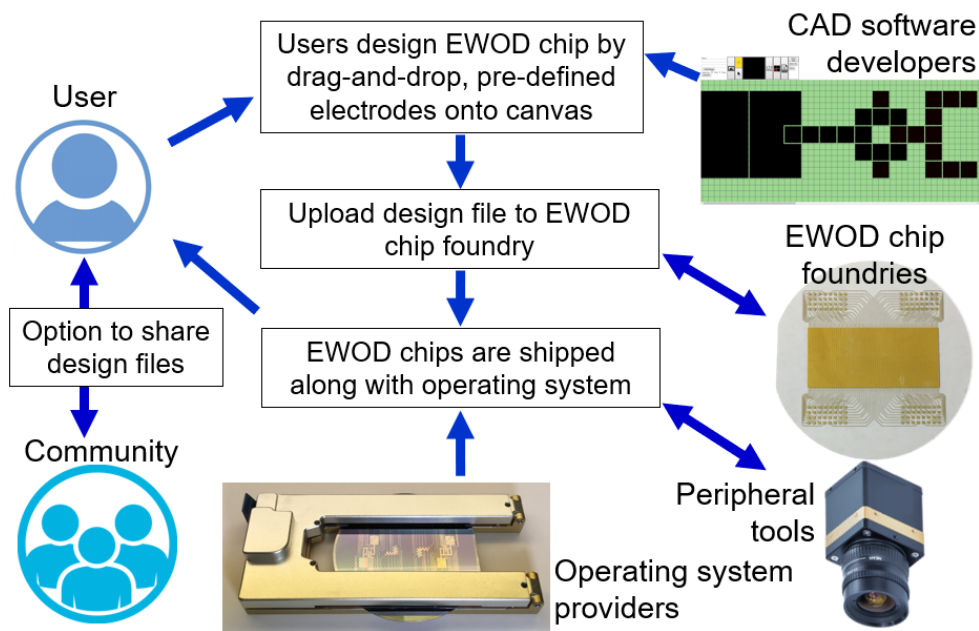 Users design EWOD chip by
drag-and-drop, pre-defined
electrodes onto canvas
CAD software
developers
User
Upload design file to EWOD
chip foundry
EWOD chip
foundries
Option to share
design files
EWOD chips are shipped
along with operating system
Community
Peripheral
tools
Operating system
providers